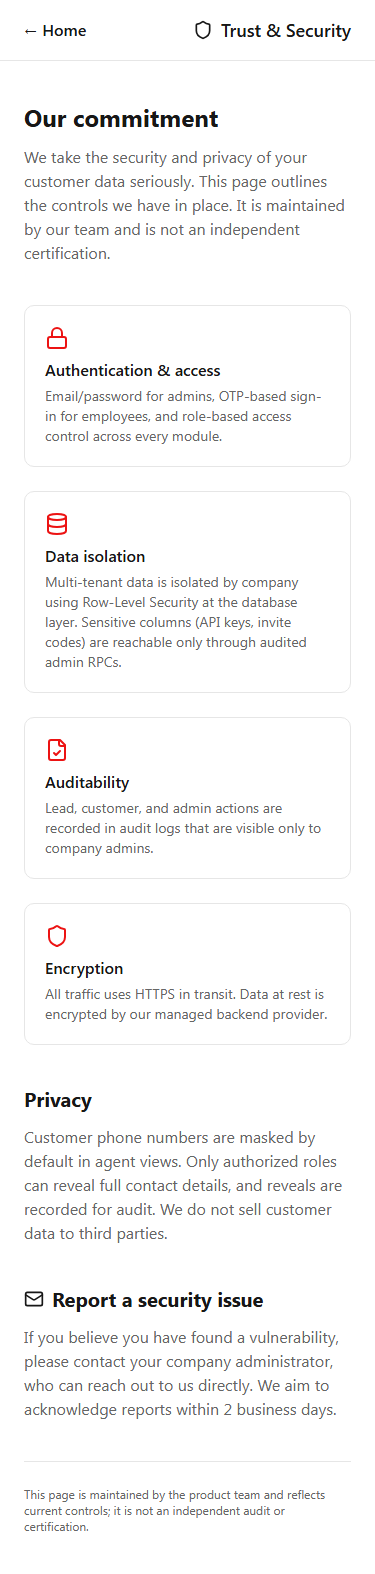 ← Home
Trust & Security
Our commitment
We take the security and privacy of your
customer data seriously. This page outlines
the controls we have in place. It is maintained
by our team and is not an independent
certification.
Authentication & access
Email/password for admins, OTP-based sign-
in for employees, and role-based access
control across every module.
Data isolation
Multi-tenant data is isolated by company
using Row-Level Security at the database
layer. Sensitive columns (API keys, invite
codes) are reachable only through audited
admin RPCs.
Auditability
Lead, customer, and admin actions are
recorded in audit logs that are visible only to
company admins.
Encryption
All traffic uses HTTPS in transit. Data at rest is
encrypted by our managed backend provider.
Privacy
Customer phone numbers are masked by
default in agent views. Only authorized roles
can reveal full contact details, and reveals are
recorded for audit. We do not sell customer
data to third parties.
Report a security issue
If you believe you have found a vulnerability,
please contact your company administrator,
who can reach out to us directly. We aim to
acknowledge reports within 2 business days.
This page is maintained by the product team and reflects
current controls; it is not an independent audit or
certification.